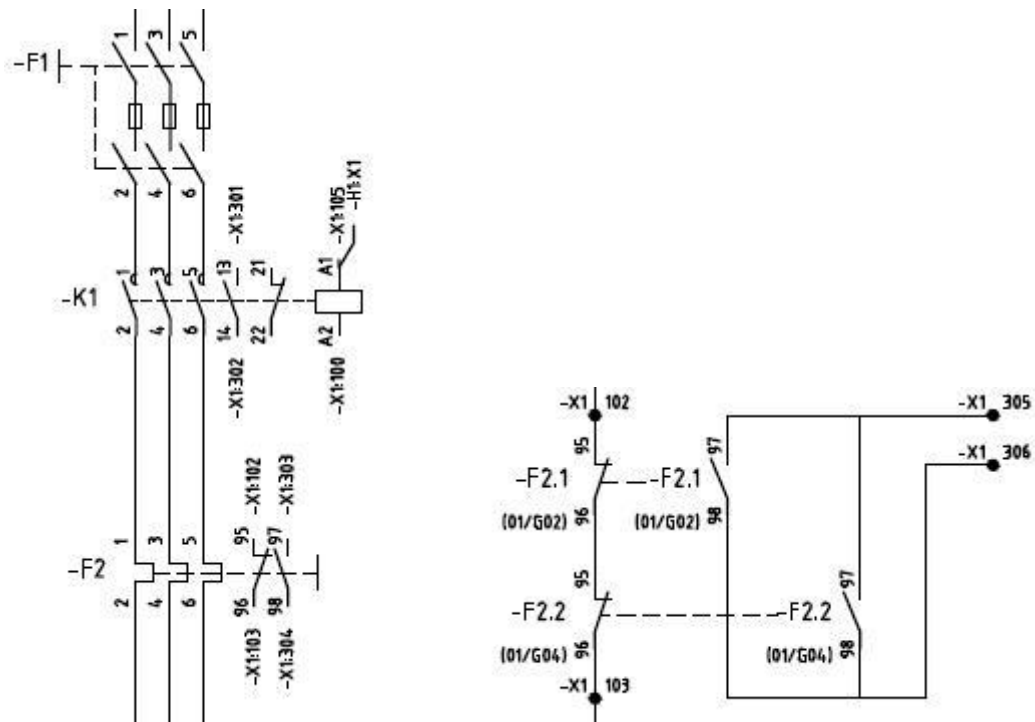 1 3 5
-F1
2 4 6
-X1:301
-X1:105
-H1:X1
1 3 5 13 21 A1
-K1
2 4 6 14 22 A2
-X1:302
-X1:100
-X1:102
-X1:303
1 3 5 95 97
-F2
2 4 6 96 98
-X1:103
-X1:304
-X1 102
-X1 305
95 97
-X1 306
-F2.1 -F2.1
(01/G02) 96 (01/G02) 98
95 97
-F2.2 -F2.2
(01/G04) 96 (01/G04) 98
-X1 103